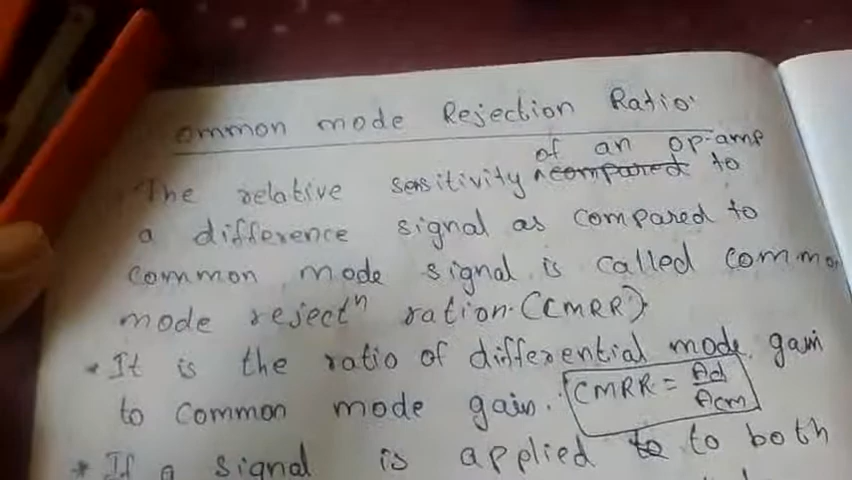 ommon mode Rejection Ratio
of an op-amp
The relative sensitivity compared to
a difference signal as compared to
common mode signal is called commo
mode rejectn ration (CMRR)
* It is the ratio of differential mode gain
to common mode gain. CMRR = Ad/Acm
* If a signal is applied to to both